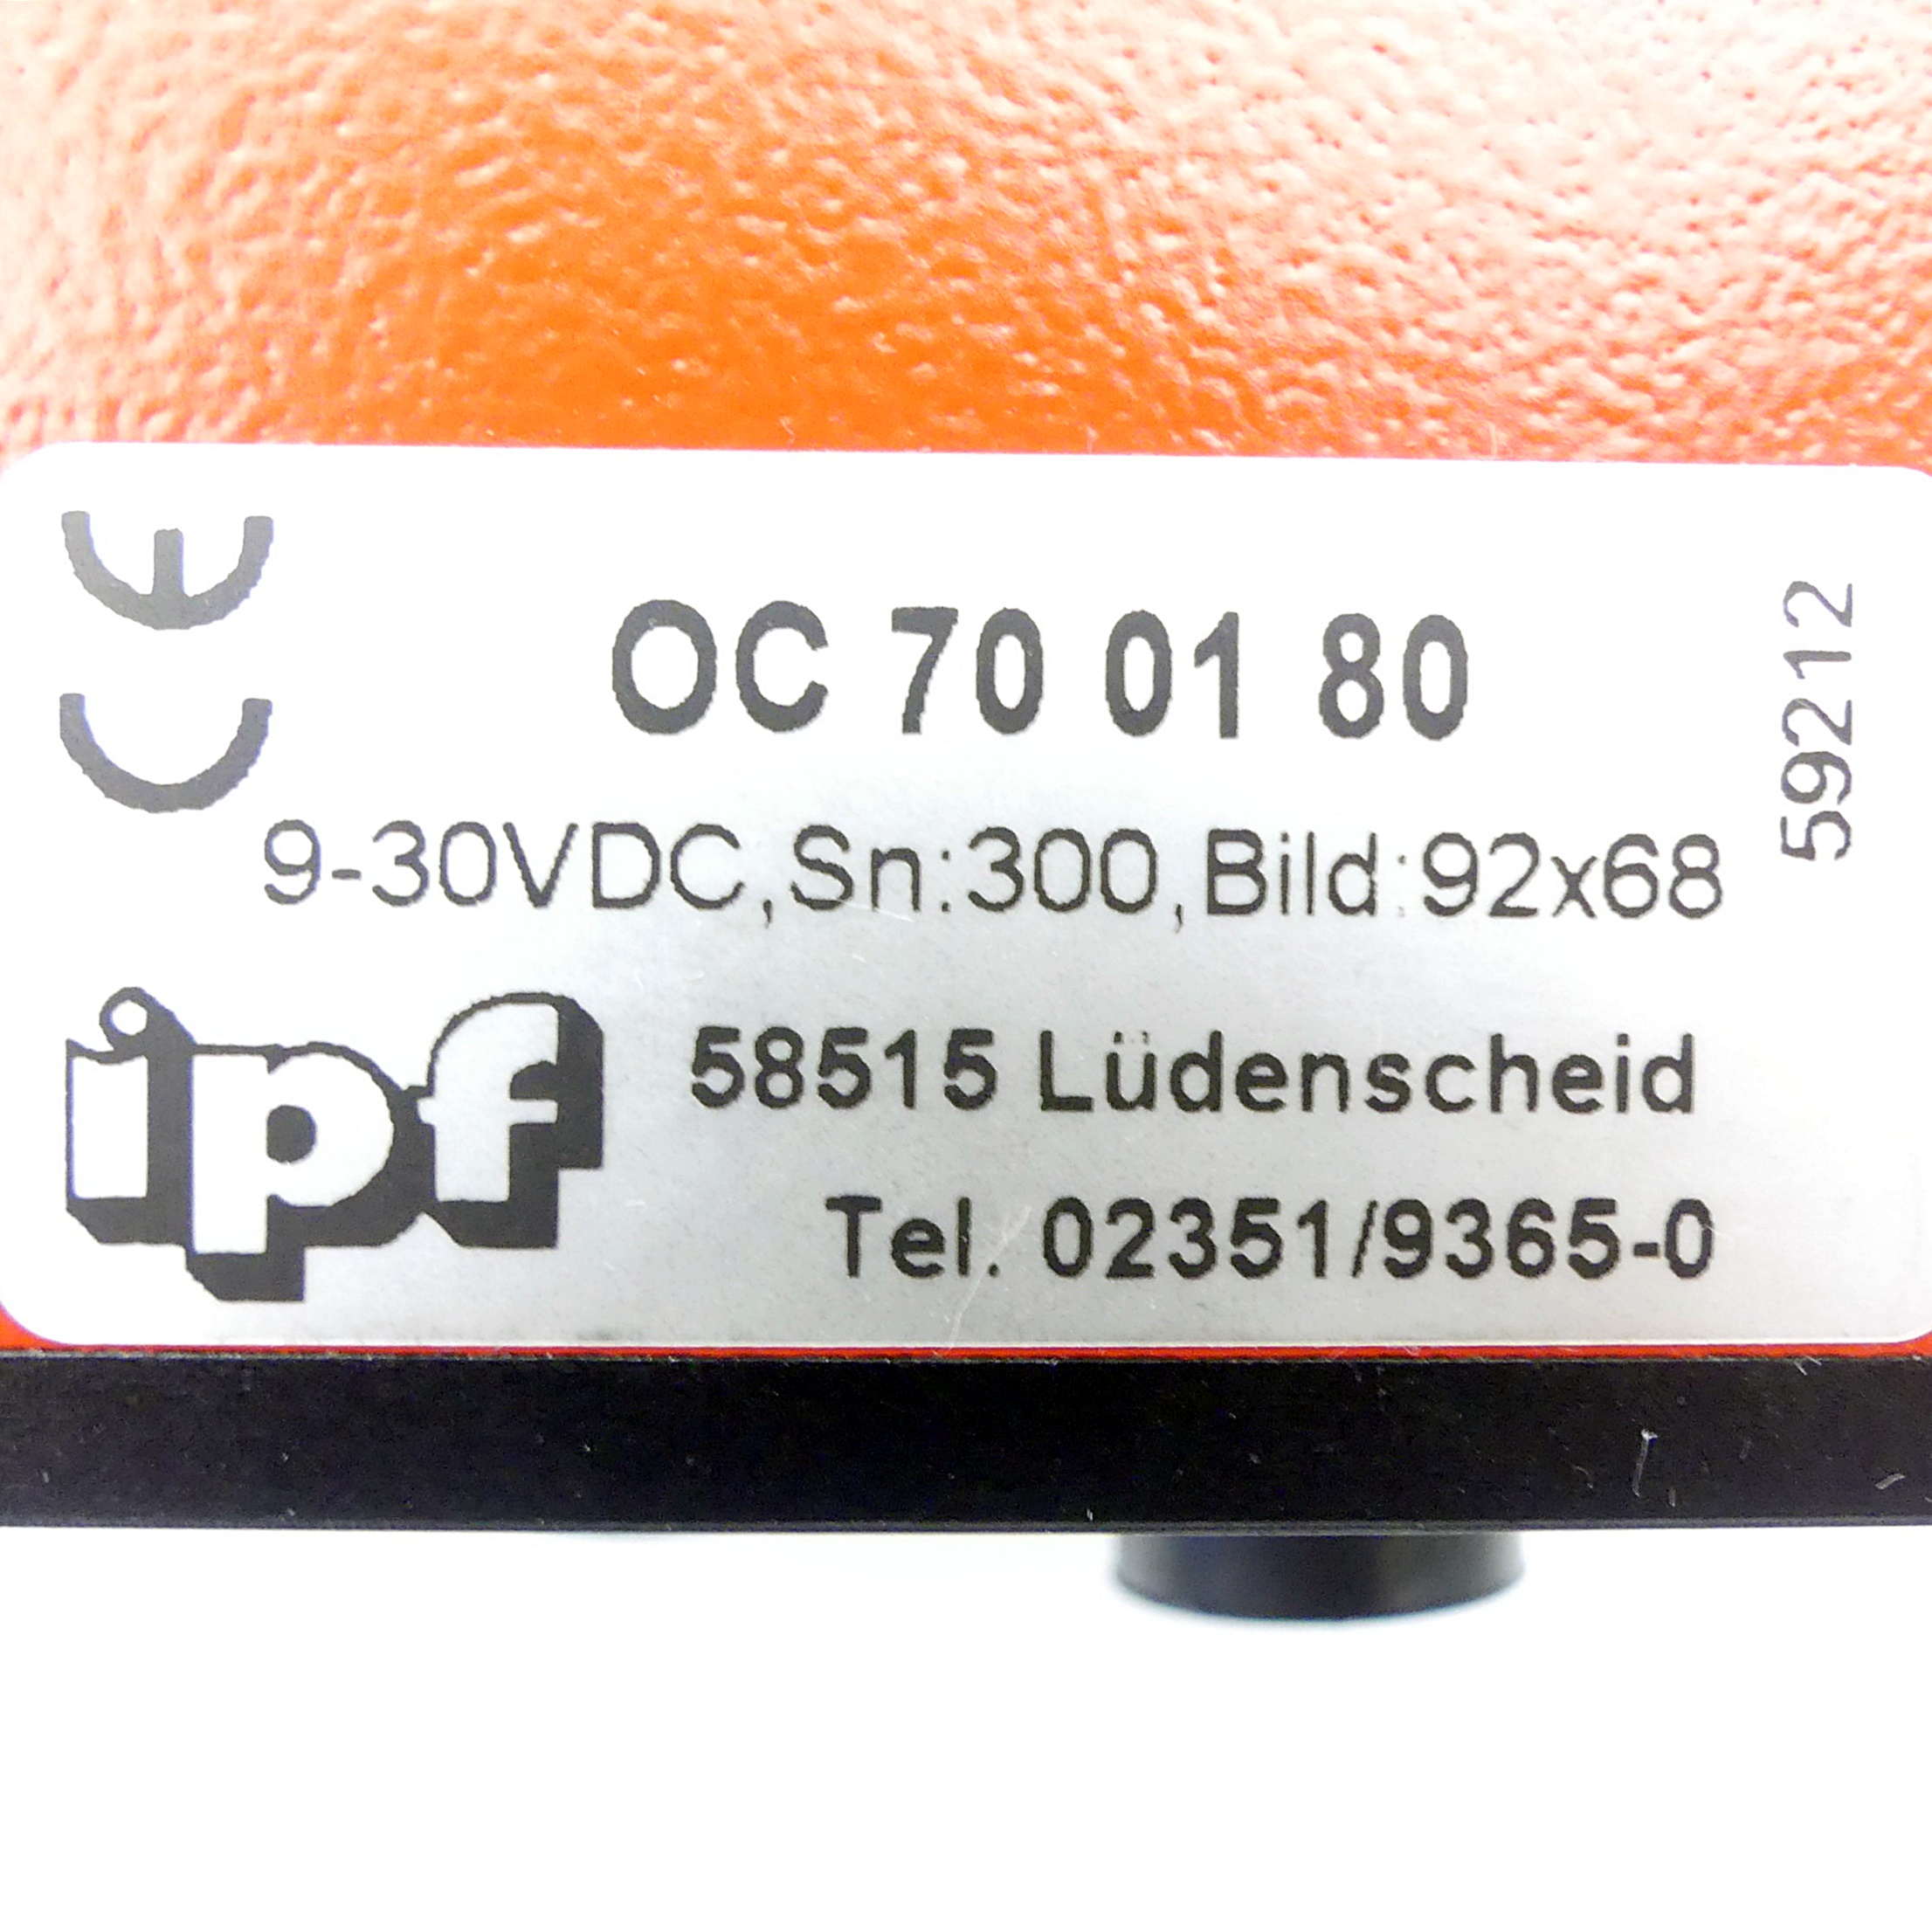 CE
OC 70 01 80
59212
9-30VDC,Sn:300,Bild:92x68
ipf
58515 Lüdenscheid
Tel. 02351/9365-0